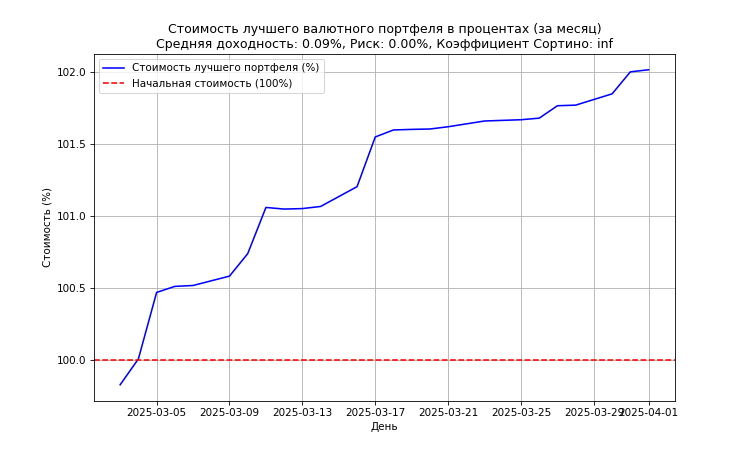 Стоимость лучшего валютного портфеля в процентах (за месяц)
Средняя доходность: 0.09%, Риск: 0.00%, Коэффициент Сортино: inf
Стоимость лучшего портфеля (%)
Начальная стоимость (100%)
Стоимость (%)
102.0
101.5
101.0
100.5
100.0
2025-03-05 2025-03-09 2025-03-13 2025-03-17 2025-03-21 2025-03-25 2025-03-29 2025-04-01
День